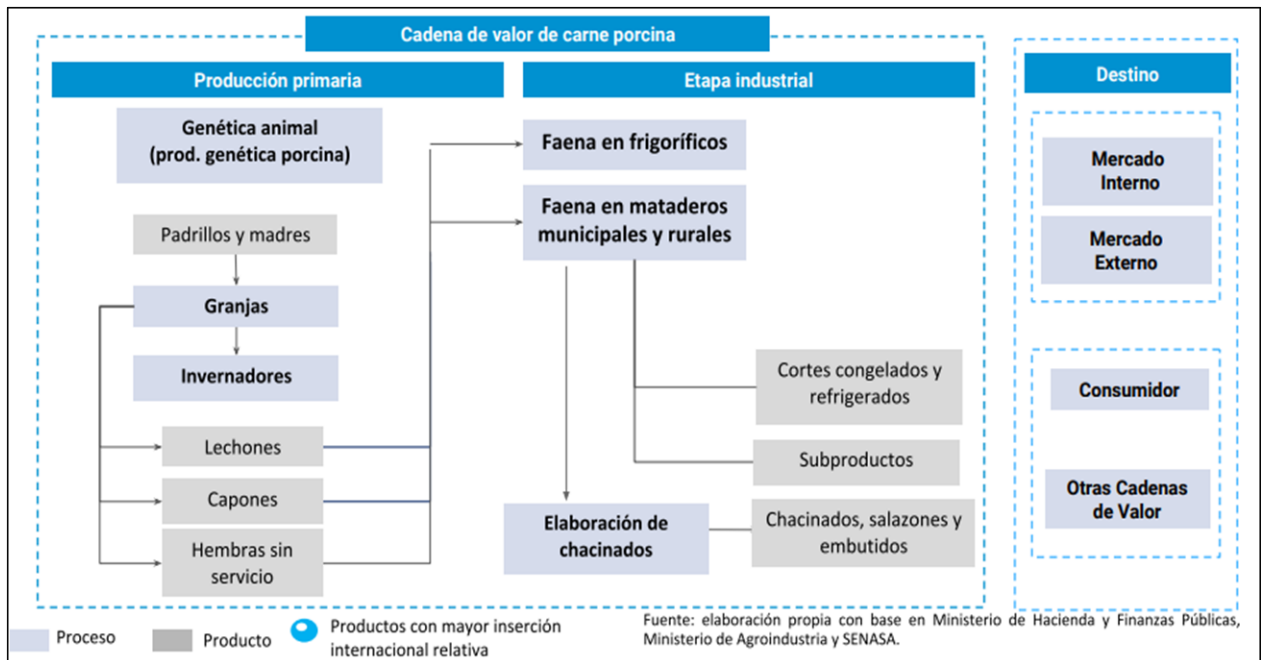 Cadena de valor de carne porcina
Producción primaria
Genética animal
(prod. genética porcina)
Padrillos y madres
Granjas
Invernadores
Lechones
Capones
Hembras sin
servicio
Etapa industrial
Faena en frigoríficos
Faena en mataderos
municipales y rurales
Cortes congelados y
refrigerados
Subproductos
Elaboración de
chacinados
Chacinados, salazones y
embutidos
Destino
Mercado
Interno
Mercado
Externo
Consumidor
Otras Cadenas
de Valor
Proceso
Producto
Productos con mayor inserción
internacional relativa
Fuente: elaboración propia con base en Ministerio de Hacienda y Finanzas Públicas,
Ministerio de Agroindustria y SENASA.